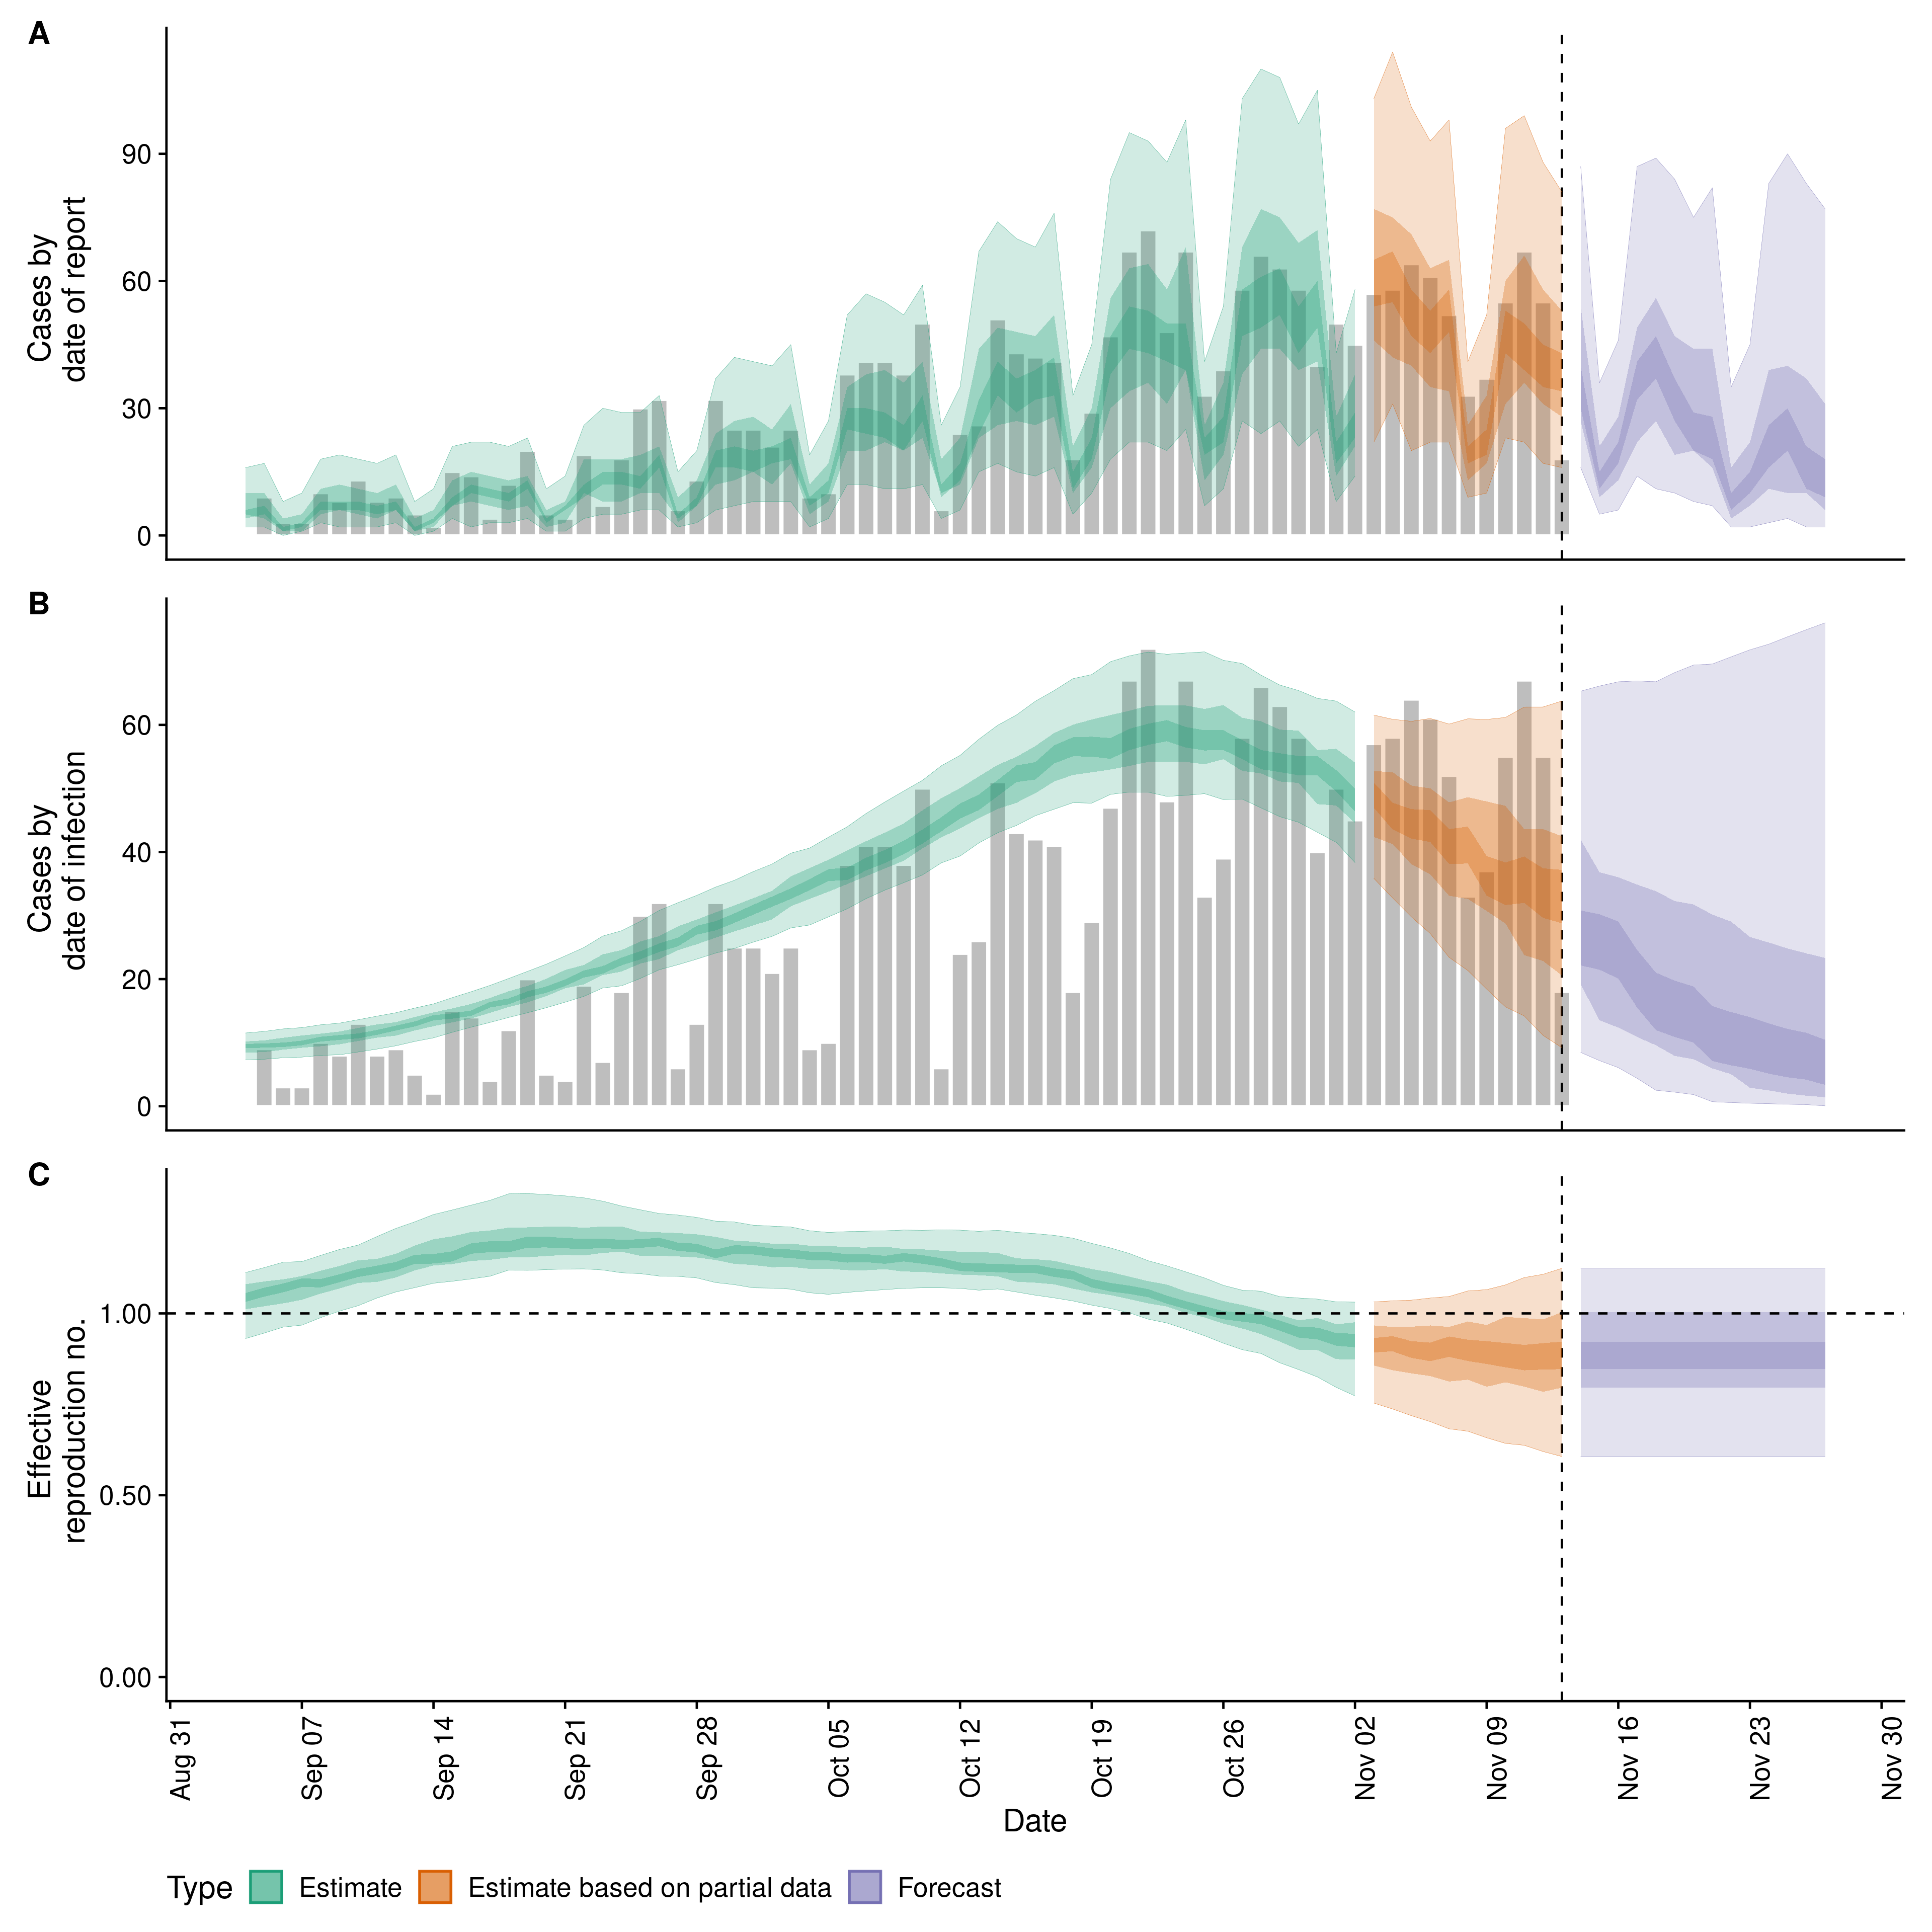 A
Cases by
date of report
90
60
30
0
B
Cases by
date of infection
60
40
20
0
C
Effective
reproduction no.
1.00
0.50
0.00
Aug 31
Sep 07
Sep 14
Sep 21
Sep 28
Oct 05
Oct 12
Oct 19
Oct 26
Nov 02
Nov 09
Nov 16
Nov 23
Nov 30
Date
Type Estimate Estimate based on partial data Forecast